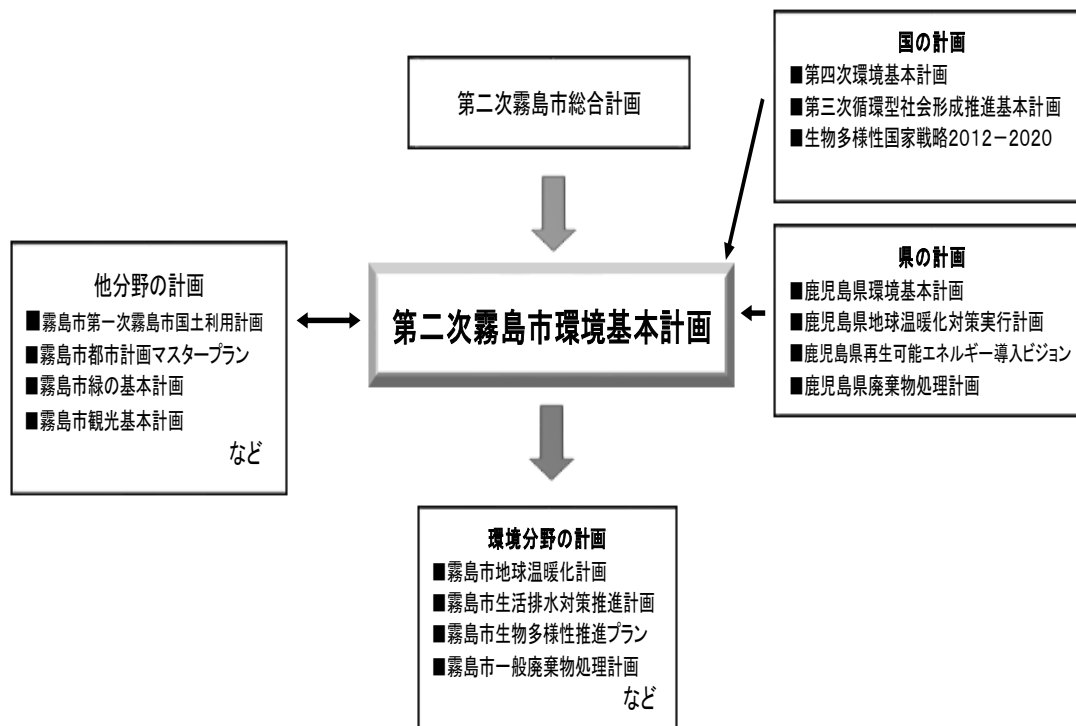 第二次霧島市総合計画
国の計画
■第四次環境基本計画
■第三次循環型社会形成推進基本計画
■生物多様性国家戦略2012－2020
他分野の計画
■霧島市第一次霧島市国土利用計画
■霧島市都市計画マスタープラン
■霧島市緑の基本計画
■霧島市観光基本計画
など
第二次霧島市環境基本計画
県の計画
■鹿児島県環境基本計画
■鹿児島県地球温暖化対策実行計画
■鹿児島県再生可能エネルギー導入ビジョン
■鹿児島県廃棄物処理計画
環境分野の計画
■霧島市地球温暖化計画
■霧島市生活排水対策推進計画
■霧島市生物多様性推進プラン
■霧島市一般廃棄物処理計画
など